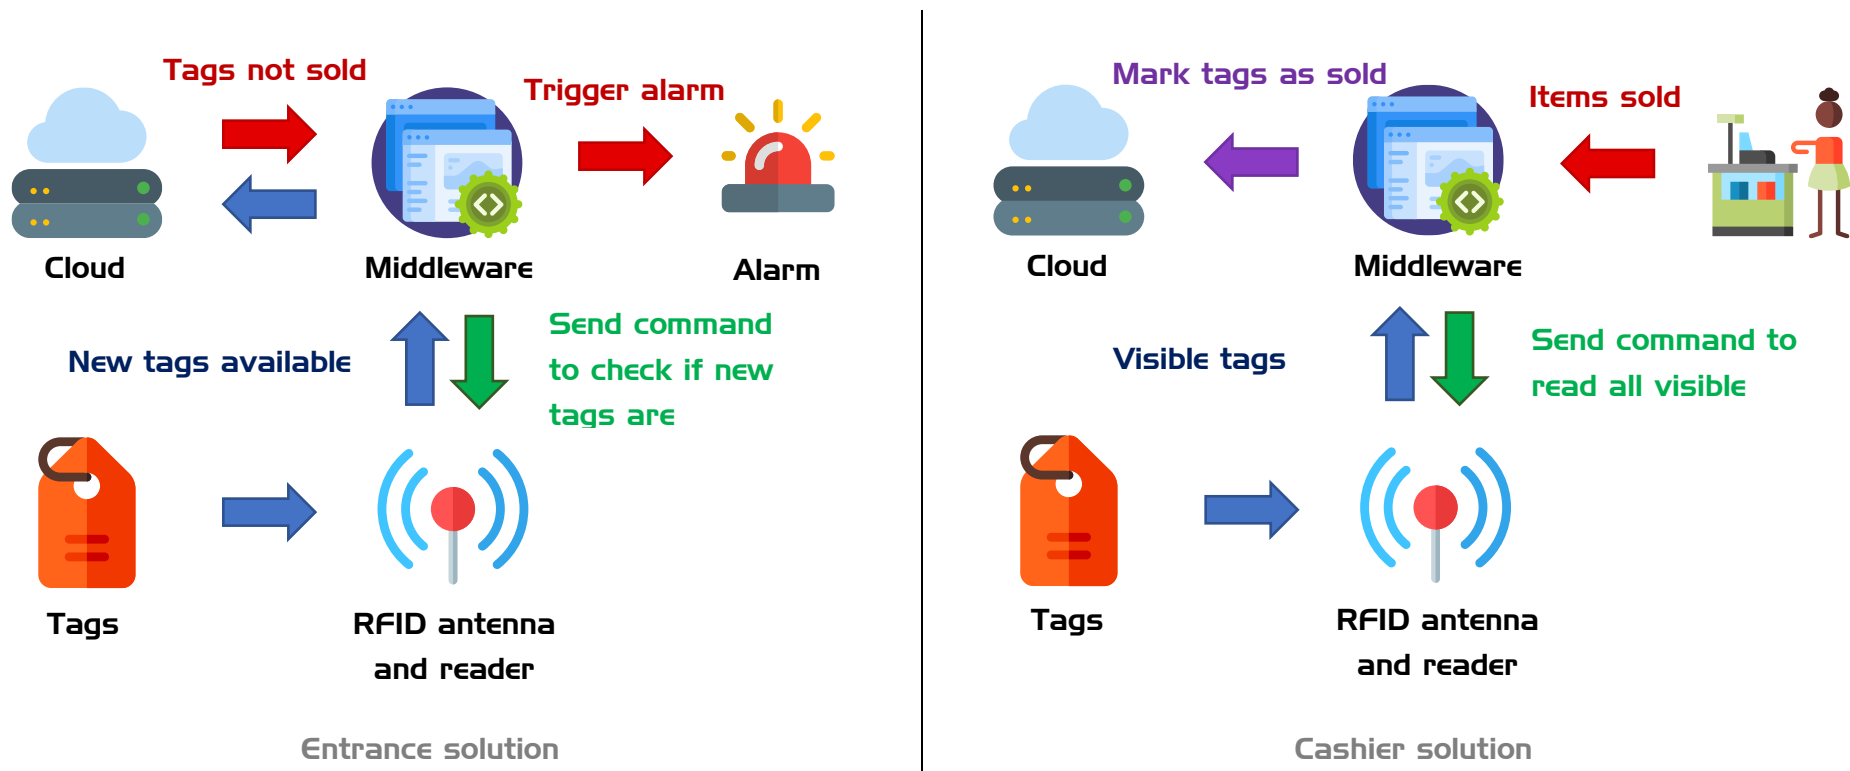 Tags not sold
Trigger alarm
Cloud
Middleware
Alarm
New tags available
Send command
to check if new
tags are
Tags
RFID antenna
and reader
Entrance solution
Mark tags as sold
Items sold
Cloud
Middleware
Visible tags
Send command to
read all visible
Tags
RFID antenna
and reader
Cashier solution